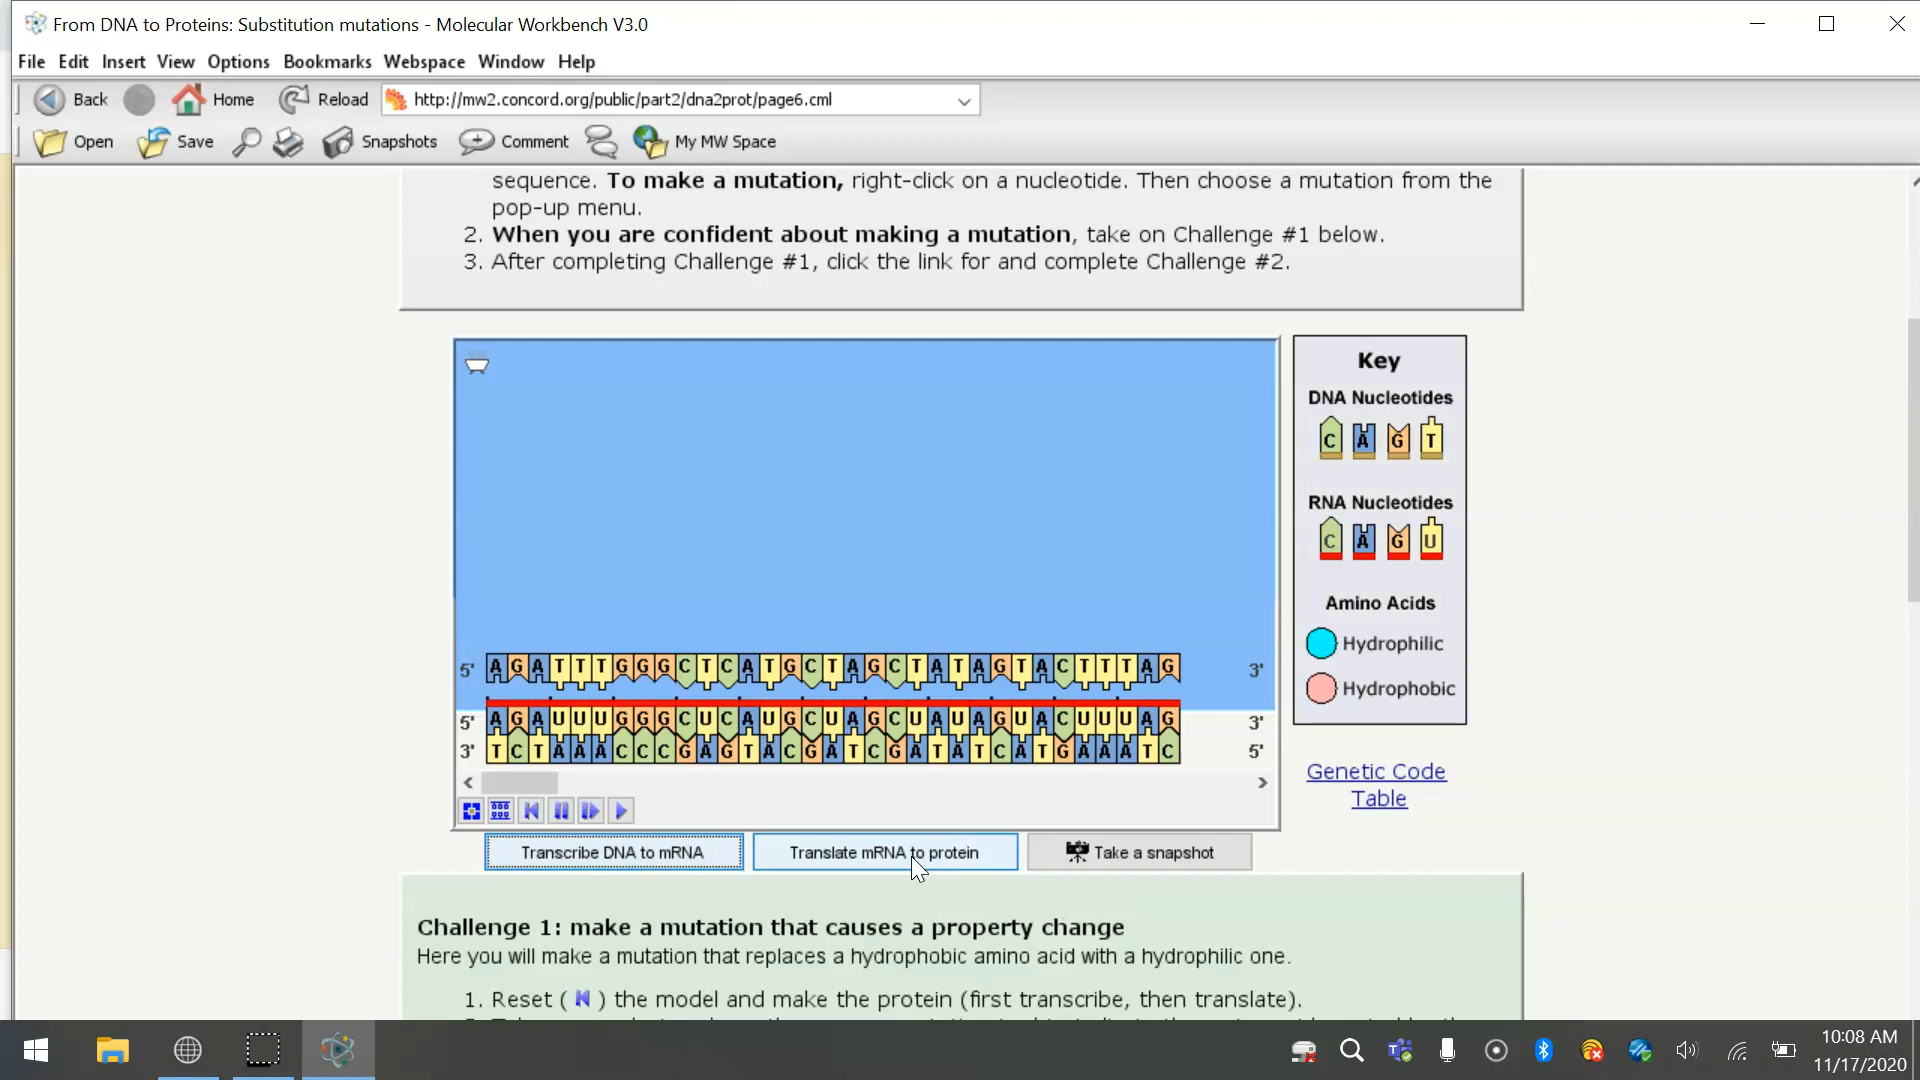 From DNA to Proteins: Substitution mutations - Molecular Workbench V3.0
File Edit Insert View Options Bookmarks Webspace Window Help
Back Home Reload http://mw2.concord.org/public/part2/dna2prot/page6.cml
Open Save Snapshots Comment My MW Space
sequence. To make a mutation, right-click on a nucleotide. Then choose a mutation from the
pop-up menu.
2. When you are confident about making a mutation, take on Challenge #1 below.
3. After completing Challenge #1, click the link for and complete Challenge #2.
Key
DNA Nucleotides
C A G T
RNA Nucleotides
C A G U
Amino Acids
Hydrophilic
Hydrophobic
5' AGATTTGGGCTCATGCTAGCTATAGTACTTTAG 3'
5' AGAUUUGGGCUCAUGCUAGCUAUAGUACUUUAG 3'
3' TCTAAACCCGAGTACGATCGATATCATGAAATC 5'
Genetic Code
Table
Transcribe DNA to mRNA Translate mRNA to protein Take a snapshot
Challenge 1: make a mutation that causes a property change
Here you will make a mutation that replaces a hydrophobic amino acid with a hydrophilic one.
1. Reset ( ) the model and make the protein (first transcribe, then translate).
10:08 AM
11/17/2020